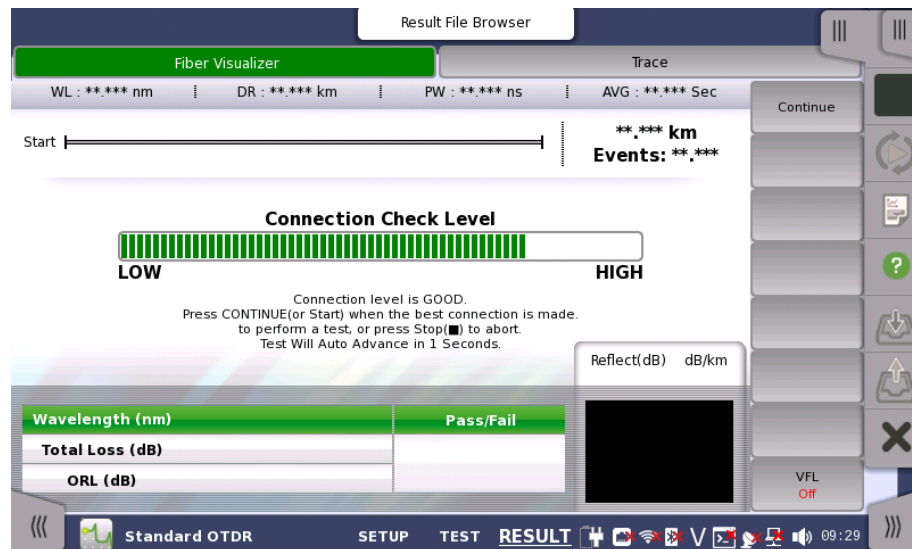 Result File Browser
Fiber Visualizer
Trace
WL : **.*** nm
DR : **.*** km
PW : **.*** ns
AVG : **.*** Sec
Continue
Start
**.*** km
Events: **.***
Connection Check Level
LOW
HIGH
Connection level is GOOD.
Press CONTINUE(or Start) when the best connection is made.
to perform a test, or press Stop(■) to abort.
Test Will Auto Advance in 1 Seconds.
Reflect(dB) dB/km
Wavelength (nm)
Pass/Fail
Total Loss (dB)
ORL (dB)
VFL
Off
Standard OTDR
SETUP
TEST
RESULT
V
09:29